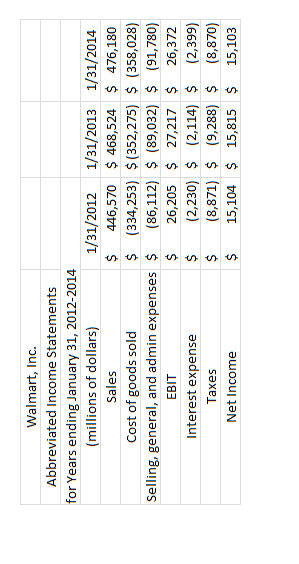 Walmart, Inc.
Abbreviated Income Statements
for Years ending January 31, 2012-2014
(millions of dollars) 1/31/2012 1/31/2013 1/31/2014
Sales $ 446,570 $ 468,524 $ 476,180
Cost of goods sold $ (334,253) $ (352,275) $ (358,028)
Selling, general, and admin expenses $ (86,112) $ (89,032) $ (91,780)
EBIT $ 26,205 $ 27,217 $ 26,372
Interest expense $ (2,230) $ (2,114) $ (2,399)
Taxes $ (8,871) $ (9,288) $ (8,870)
Net Income $ 15,104 $ 15,815 $ 15,103